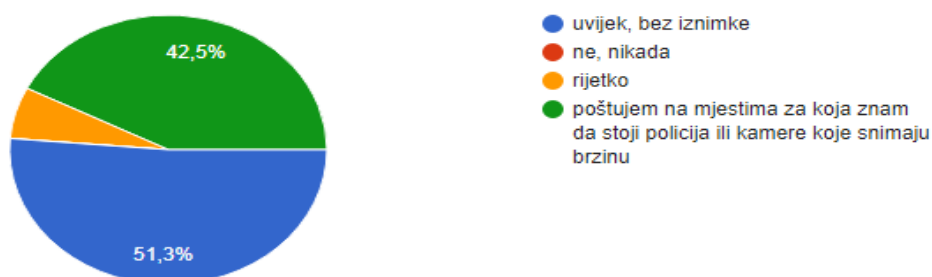 42,5%
51,3%
uvijek, bez iznimke
ne, nikada
rijetko
poštujem na mjestima za koja znam
da stoji policija ili kamere koje snimaju
brzinu